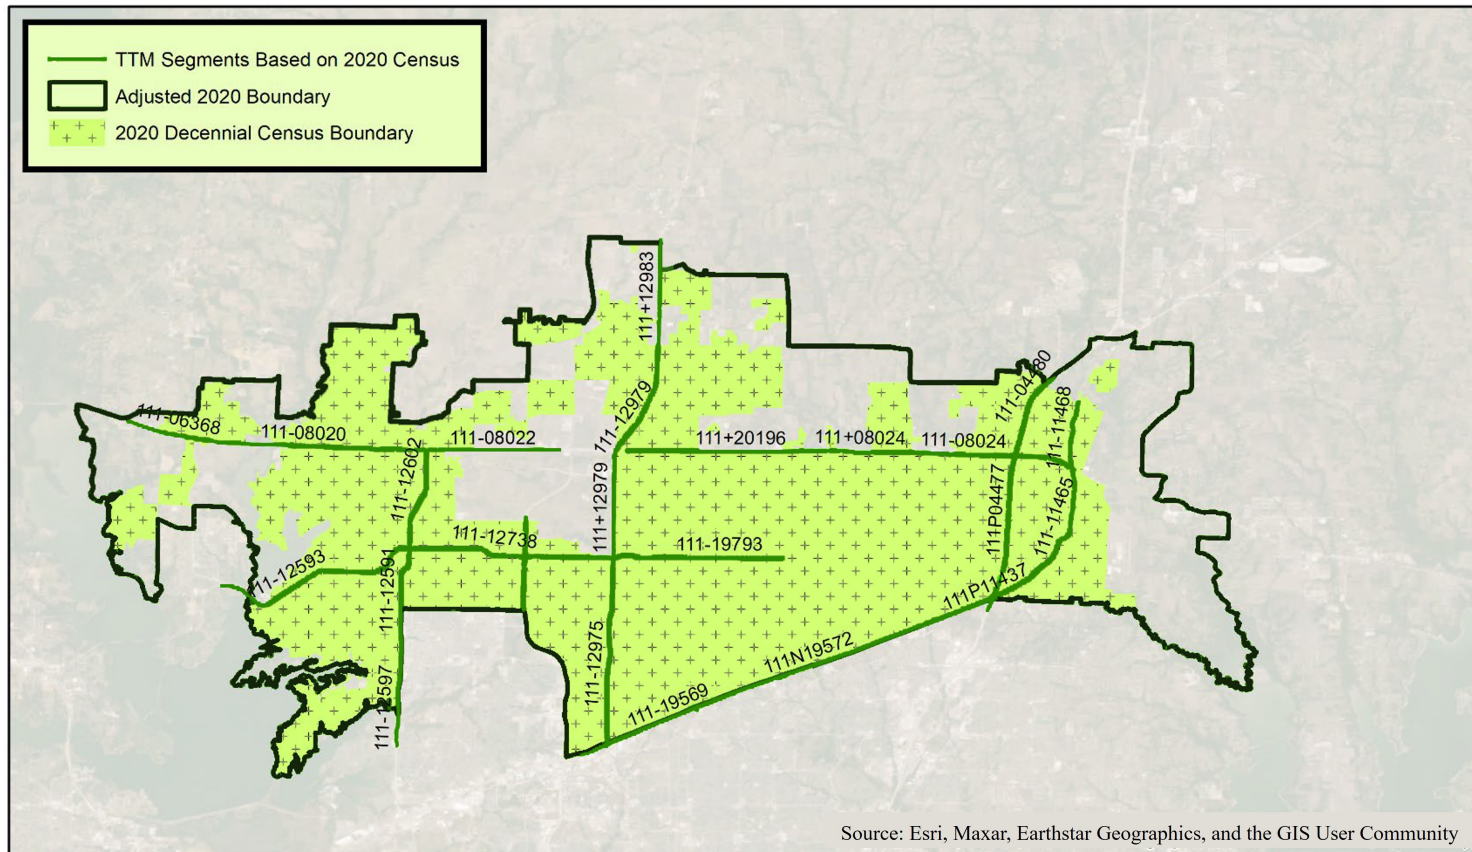 TTM Segments Based on 2020 Census
Adjusted 2020 Boundary
2020 Decennial Census Boundary
111+12983
111-04480
111-06368
111-11468
111-12979
111-08020
111-08022
111+20196
111+08024
111-08024
111-12602
111+12979
111P04477
111-11465
111-12738
111-19793
111-12593
111-12591
111P11437
111-12975
111N19572
111-12597
111-19569
Source: Esri, Maxar, Earthstar Geographics, and the GIS User Community